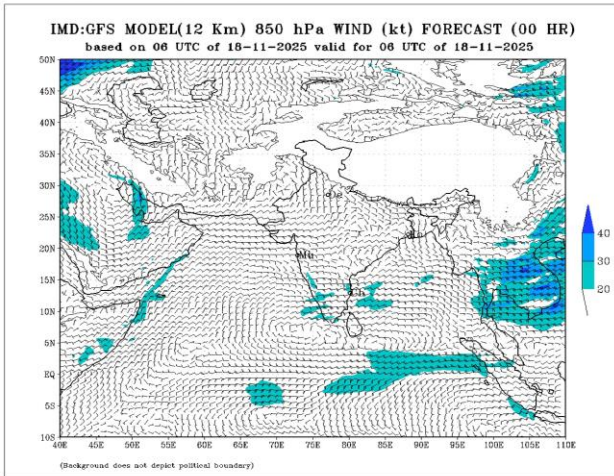 IMD:GFS MODEL(12 Km) 850 hPa WIND (kt) FORECAST (00 HR)
based on 06 UTC of 18-11-2025 valid for 06 UTC of 18-11-2025
50N
45N
40N
35N
30N
25N
20N
15N
10N
5N
EQ
5S
10S
Mu
Ch
40
30
20
40E 45E 50E 55E 60E 65E 70E 75E 80E 85E 90E 95E 100E 105E 110E
(Background does not depict political boundary)